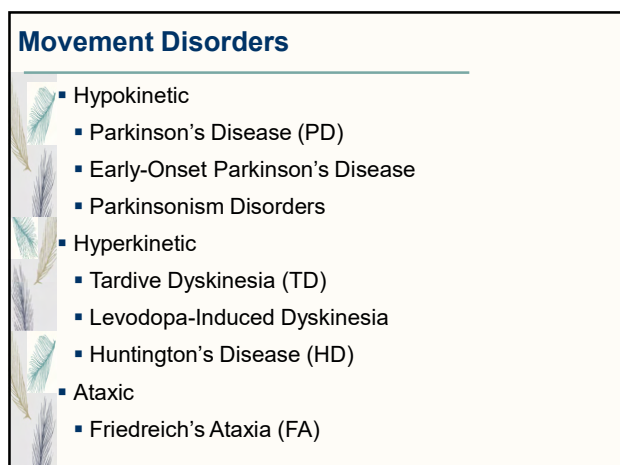 Movement Disorders
▪ Hypokinetic
▪ Parkinson’s Disease (PD)
▪ Early-Onset Parkinson’s Disease
▪ Parkinsonism Disorders
▪ Hyperkinetic
▪ Tardive Dyskinesia (TD)
▪ Levodopa-Induced Dyskinesia
▪ Huntington’s Disease (HD)
▪ Ataxic
▪ Friedreich’s Ataxia (FA)